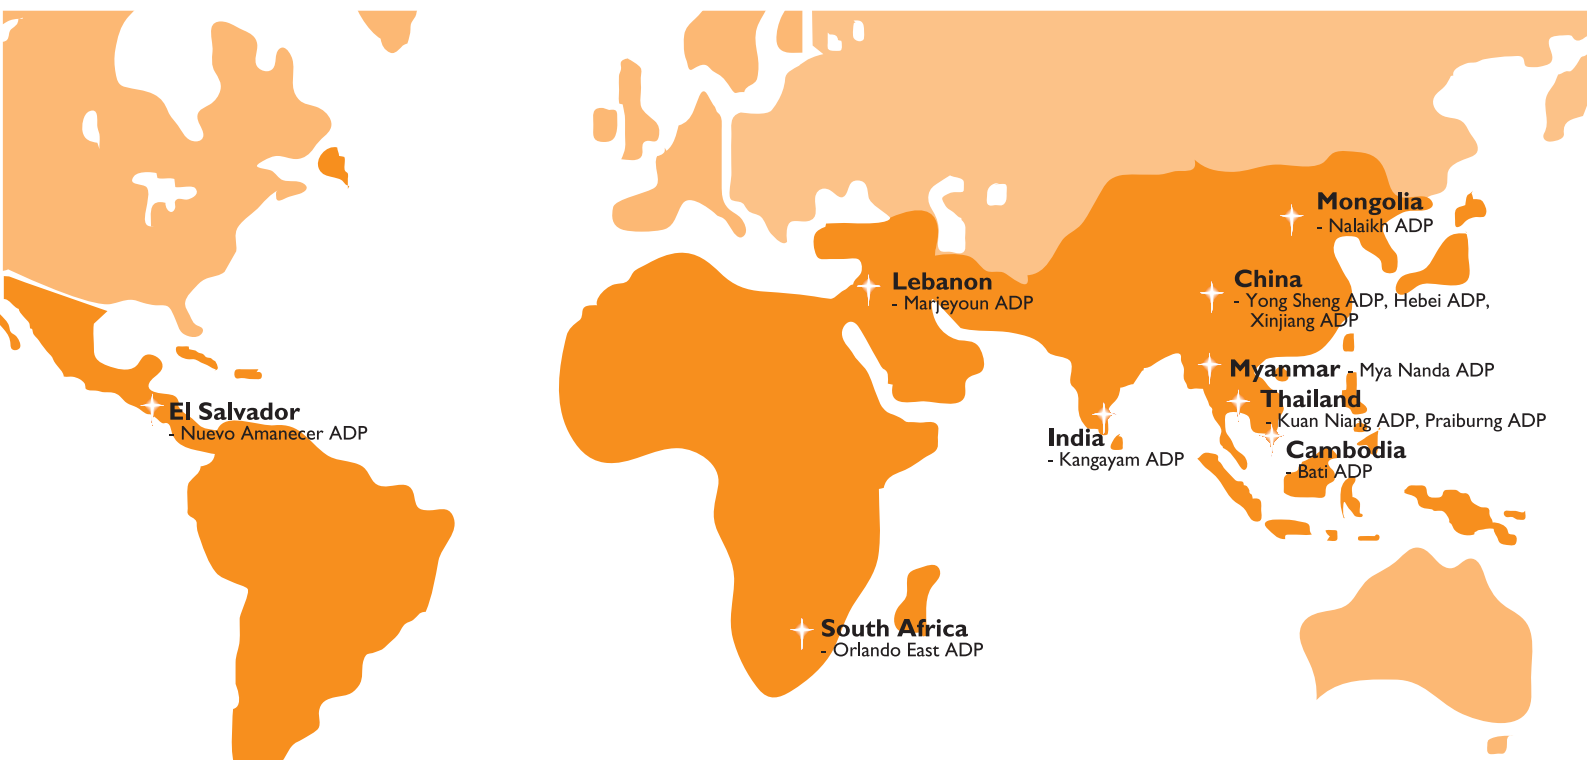 Mongolia
- Nalaikh ADP
Lebanon
- Marjeyoun ADP
China
- Yong Sheng ADP, Hebei ADP,
Xinjiang ADP
Myanmar - Mya Nanda ADP
Thailand
- Kuan Niang ADP, Praiburng ADP
El Salvador
- Nuevo Amanecer ADP
India
- Kangayam ADP
Cambodia
- Bati ADP
South Africa
- Orlando East ADP